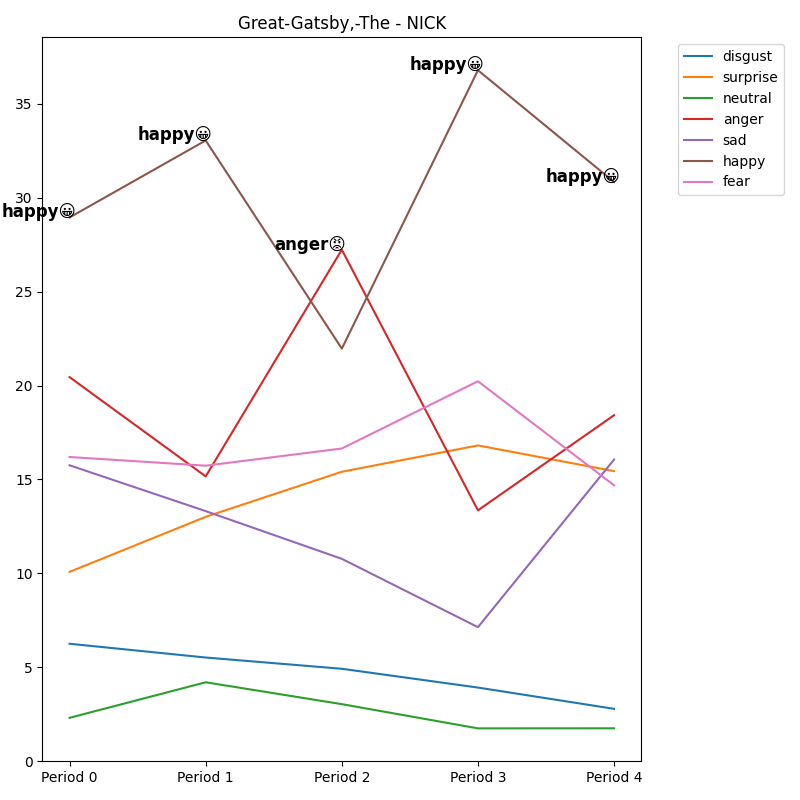 Great-Gatsby,-The - NICK
disgust
surprise
neutral
anger
sad
happy
fear
happy😀
happy😀
anger😡
happy😀
happy😀
35
30
25
20
15
10
5
0
Period 0
Period 1
Period 2
Period 3
Period 4